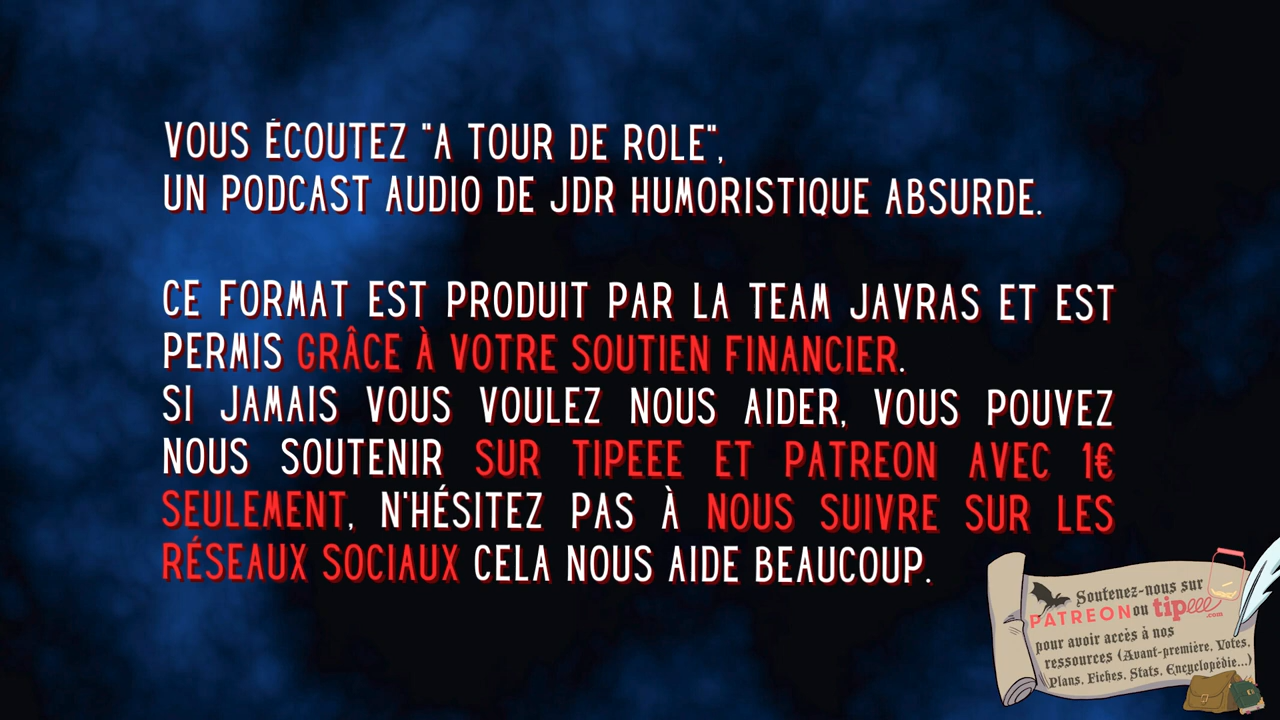 VOUS ÉCOUTEZ "A TOUR DE ROLE",
UN PODCAST AUDIO DE JDR HUMORISTIQUE ABSURDE.
CE FORMAT EST PRODUIT PAR LA TEAM JAVRAS ET EST
PERMIS GRÂCE À VOTRE SOUTIEN FINANCIER.
SI JAMAIS VOUS VOULEZ NOUS AIDER, VOUS POUVEZ
NOUS SOUTENIR SUR TIPEEE ET PATREON AVEC 1€
SEULEMENT, N'HÉSITEZ PAS À NOUS SUIVRE SUR LES
RÉSEAUX SOCIAUX CELA NOUS AIDE BEAUCOUP.
Soutenez-nous sur
PATREON ou tipeee.com
pour avoir accès à nos
ressources (Avant-première, Votes,
Plans, Fiches, Stats, Encyclopédie...)